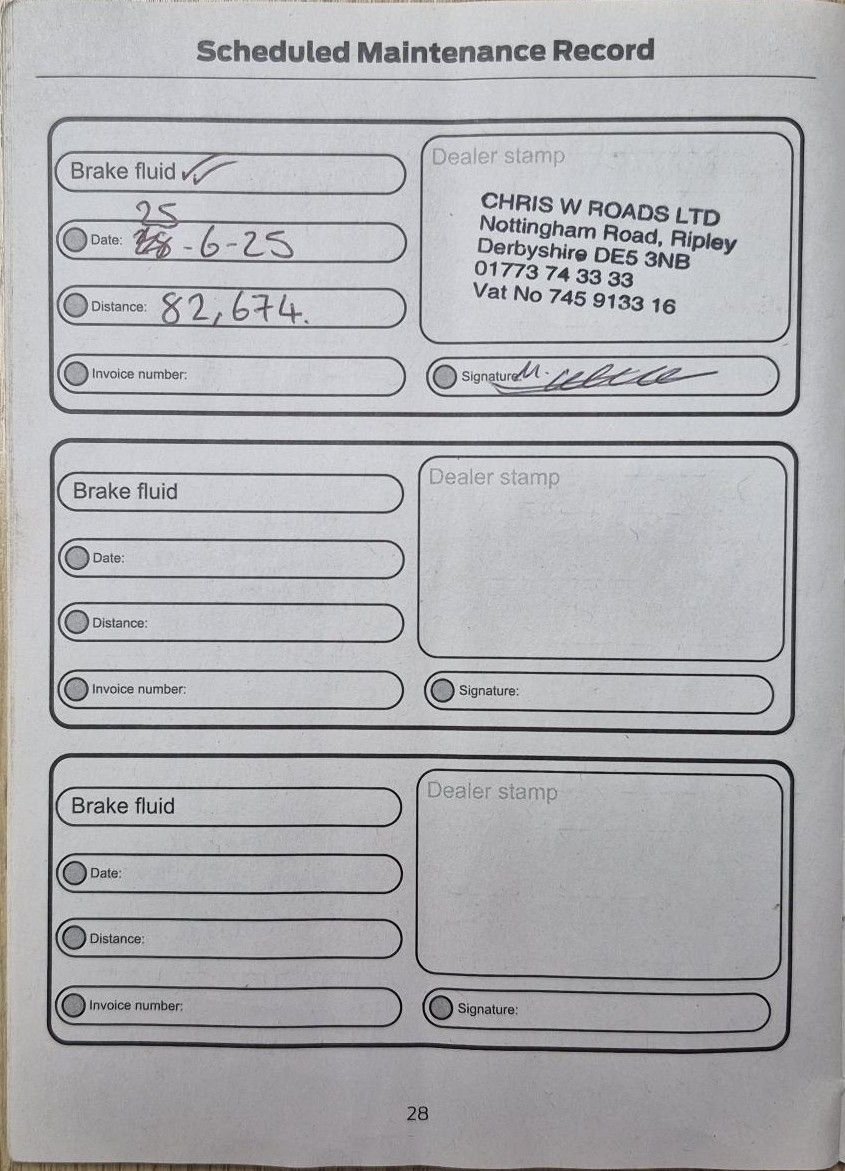 Scheduled Maintenance Record
Brake fluid
25
Date: -6-25
Distance: 82,674.
Invoice number:
Dealer stamp
CHRIS W ROADS LTD
Nottingham Road, Ripley
Derbyshire DE5 3NB
01773 74 33 33
Vat No 745 9133 16
Signature: M.
Brake fluid
Date:
Distance:
Invoice number:
Dealer stamp
Signature:
Brake fluid
Date:
Distance:
Invoice number:
Dealer stamp
Signature:
28